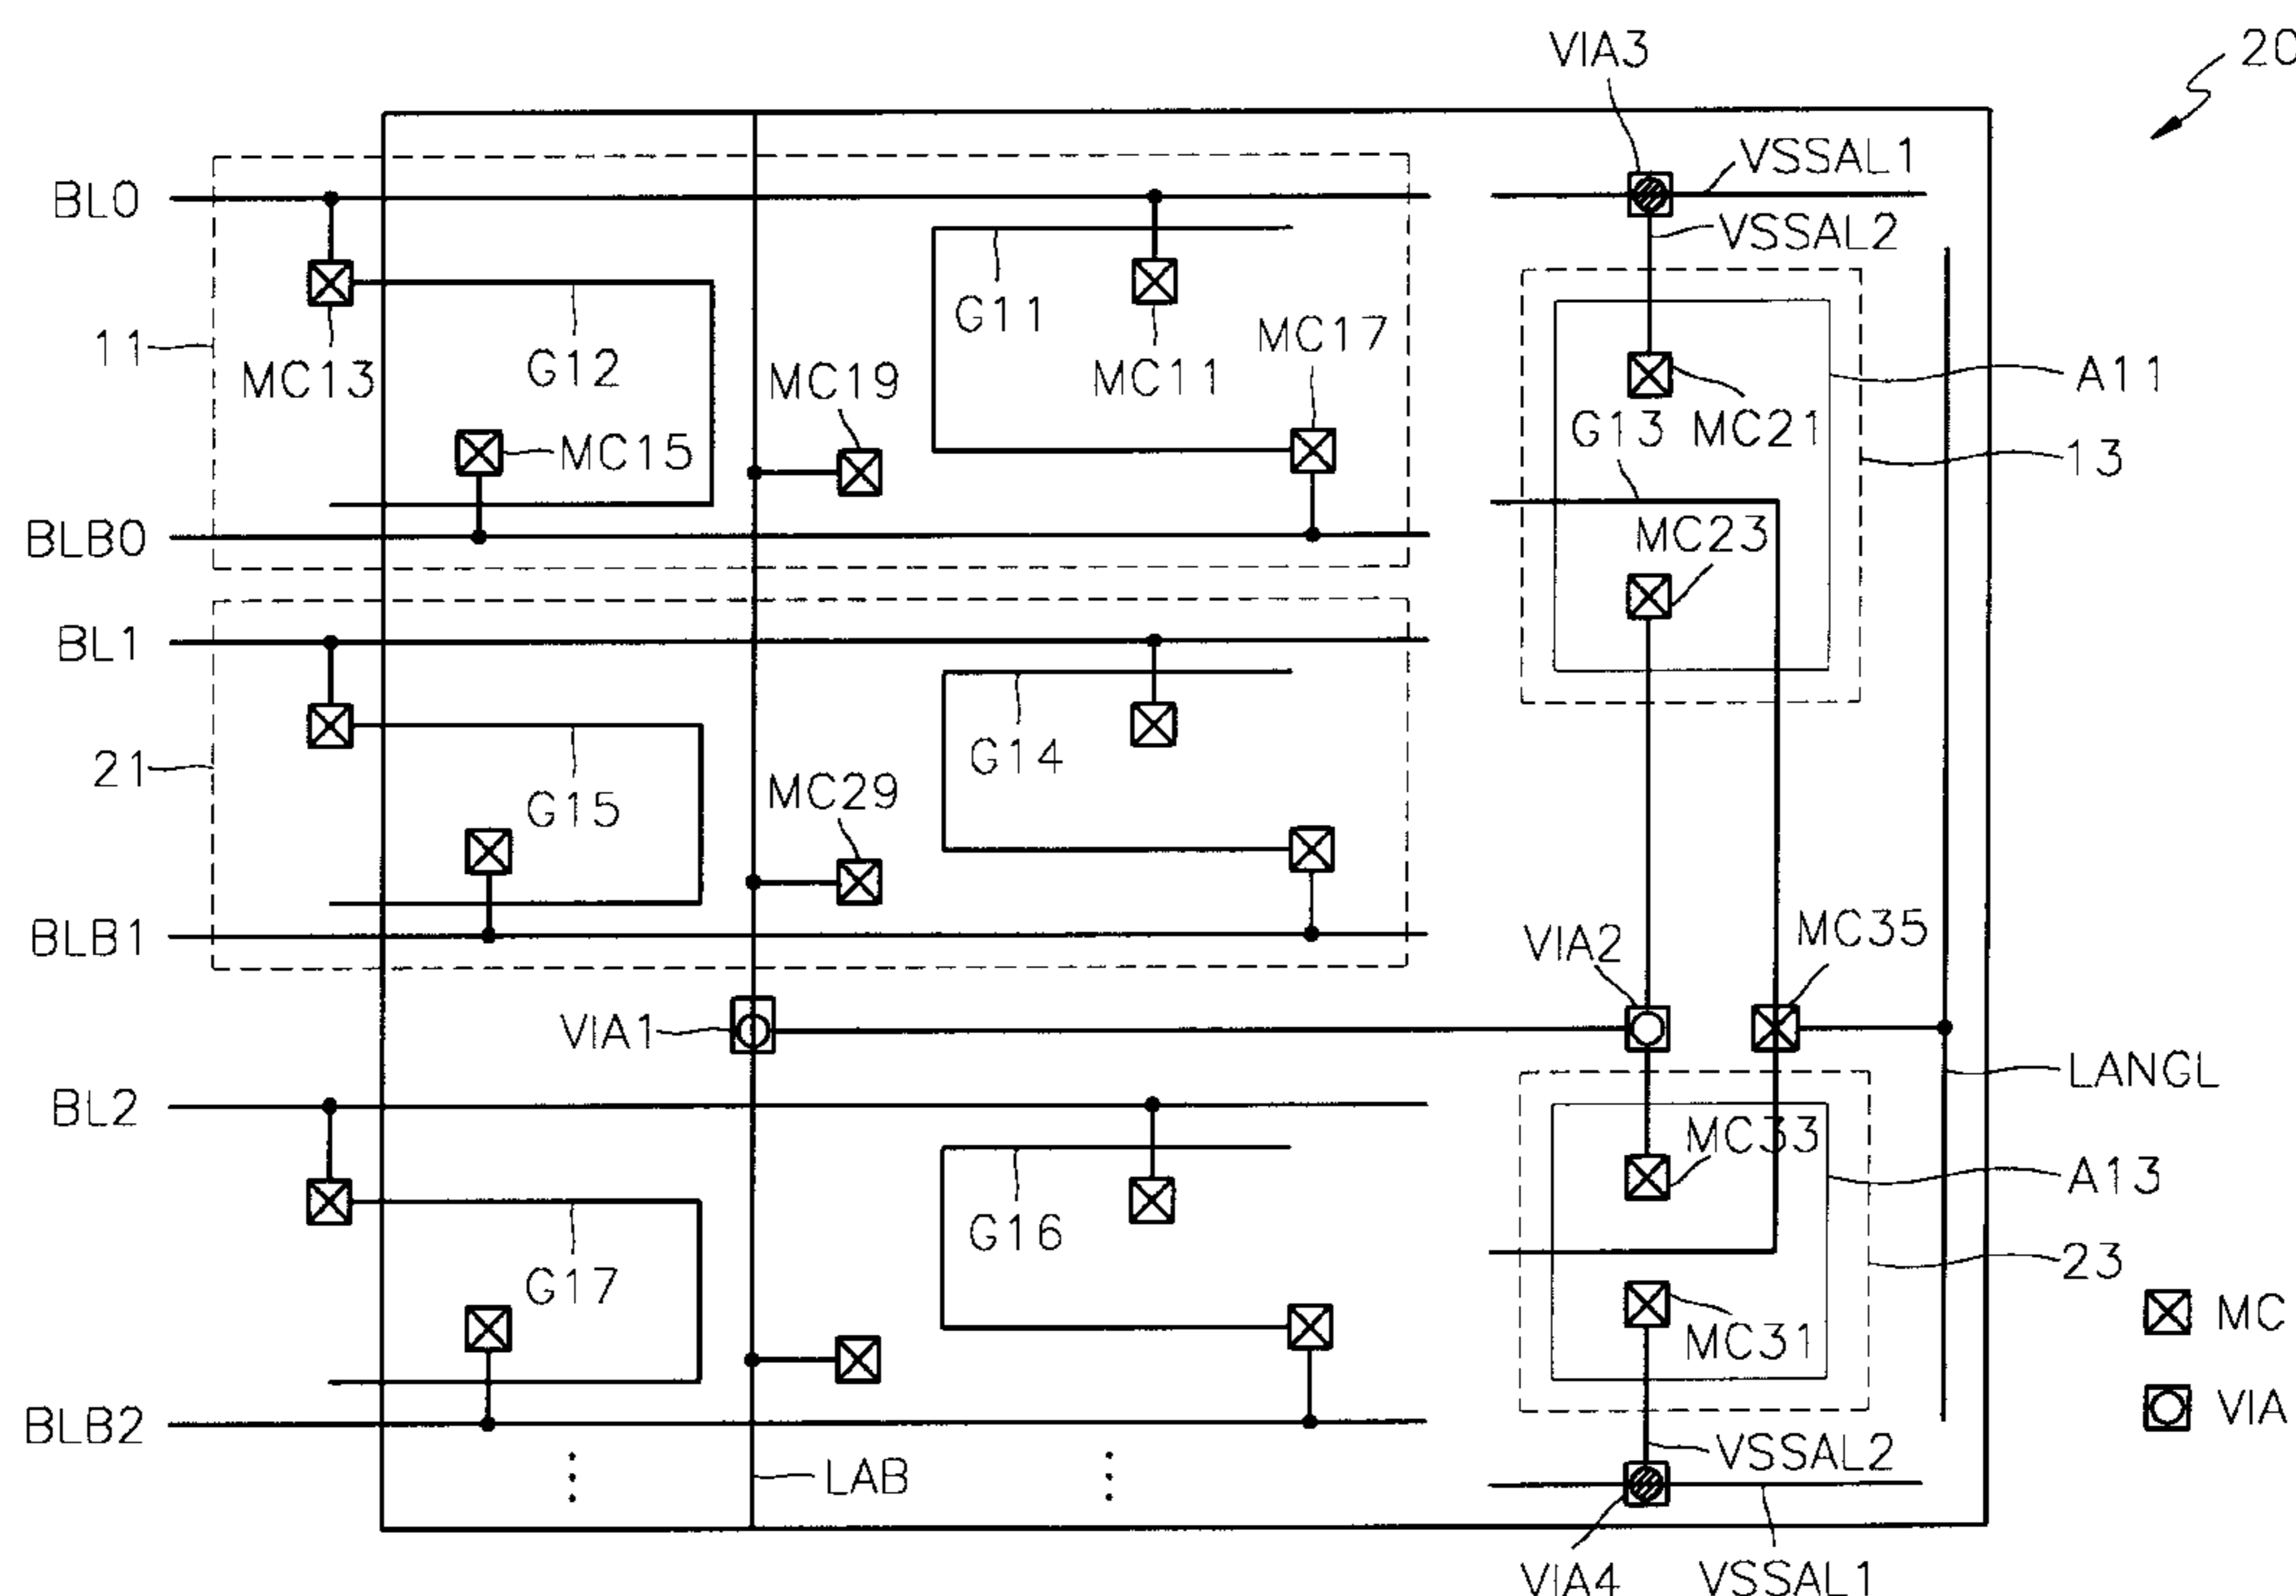 VIA3
20
VSSAL1
BL0
VSSAL2
G11
MC17
11
MC13
G12
MC19
MC11
A11
G13
MC21
MC15
13
BLB0
MC23
BL1
G14
21
G15
MC29
BLB1
VIA2
MC35
VIA1
LANGL
BL2
MC33
A13
G16
23
G17
MC
MC31
VIA
BLB2
VSSAL2
LAB
VIA4
VSSAL1